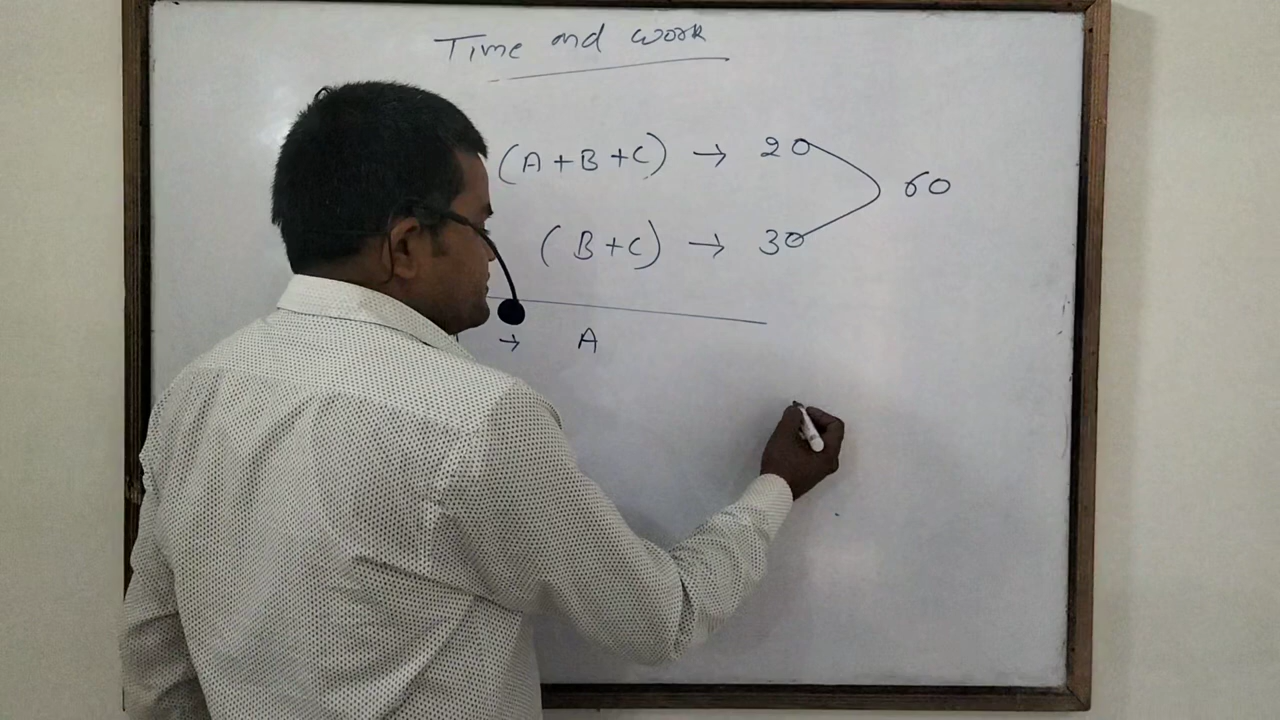 Time and work
(A+B+C) → 20
60
(B+C) → 30
→ A